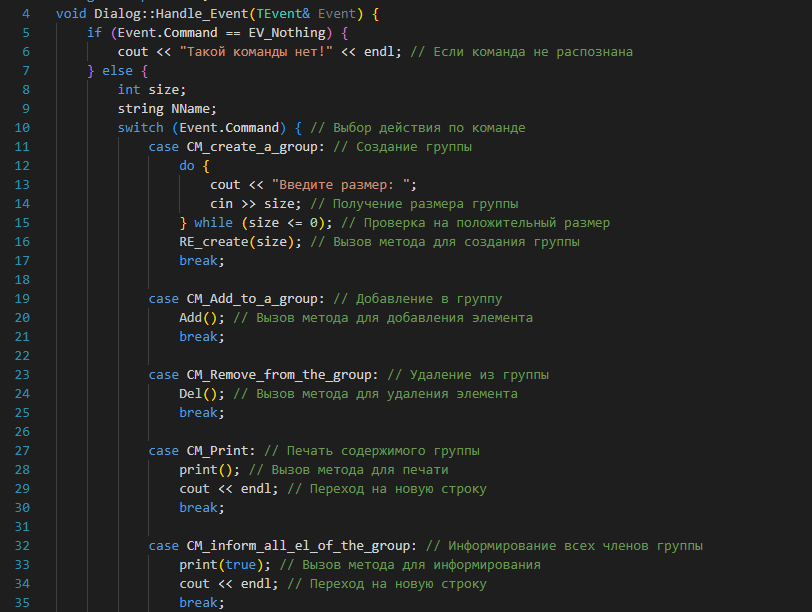 4 void Dialog::Handle_Event(TEvent& Event) {
5 if (Event.Command == EV_Nothing) {
6 cout << "Такой команды нет!" << endl; // Если команда не распознана
7 } else {
8 int size;
9 string NName;
10 switch (Event.Command) { // Выбор действия по команде
11 case CM_create_a_group: // Создание группы
12 do {
13 cout << "Введите размер: ";
14 cin >> size; // Получение размера группы
15 } while (size <= 0); // Проверка на положительный размер
16 RE_create(size); // Вызов метода для создания группы
17 break;
18
19 case CM_Add_to_a_group: // Добавление в группу
20 Add(); // Вызов метода для добавления элемента
21 break;
22
23 case CM_Remove_from_the_group: // Удаление из группы
24 Del(); // Вызов метода для удаления элемента
25 break;
26
27 case CM_Print: // Печать содержимого группы
28 print(); // Вызов метода для печати
29 cout << endl; // Переход на новую строку
30 break;
31
32 case CM_inform_all_el_of_the_group: // Информирование всех членов группы
33 print(true); // Вызов метода для информирования
34 cout << endl; // Переход на новую строку
35 break;